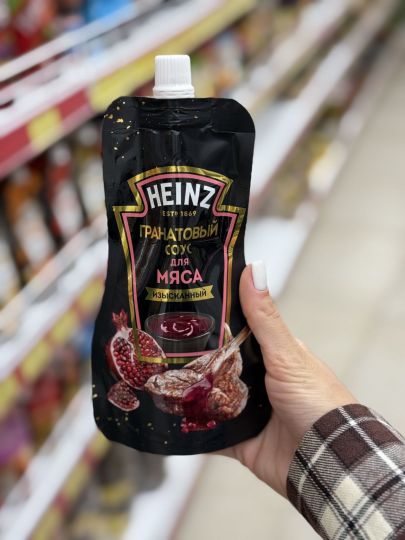 HEINZ
ESTD 1869
ГРАНАТОВЫЙ
СОУС
ДЛЯ
МЯСА
ИЗЫСКАННЫЙ